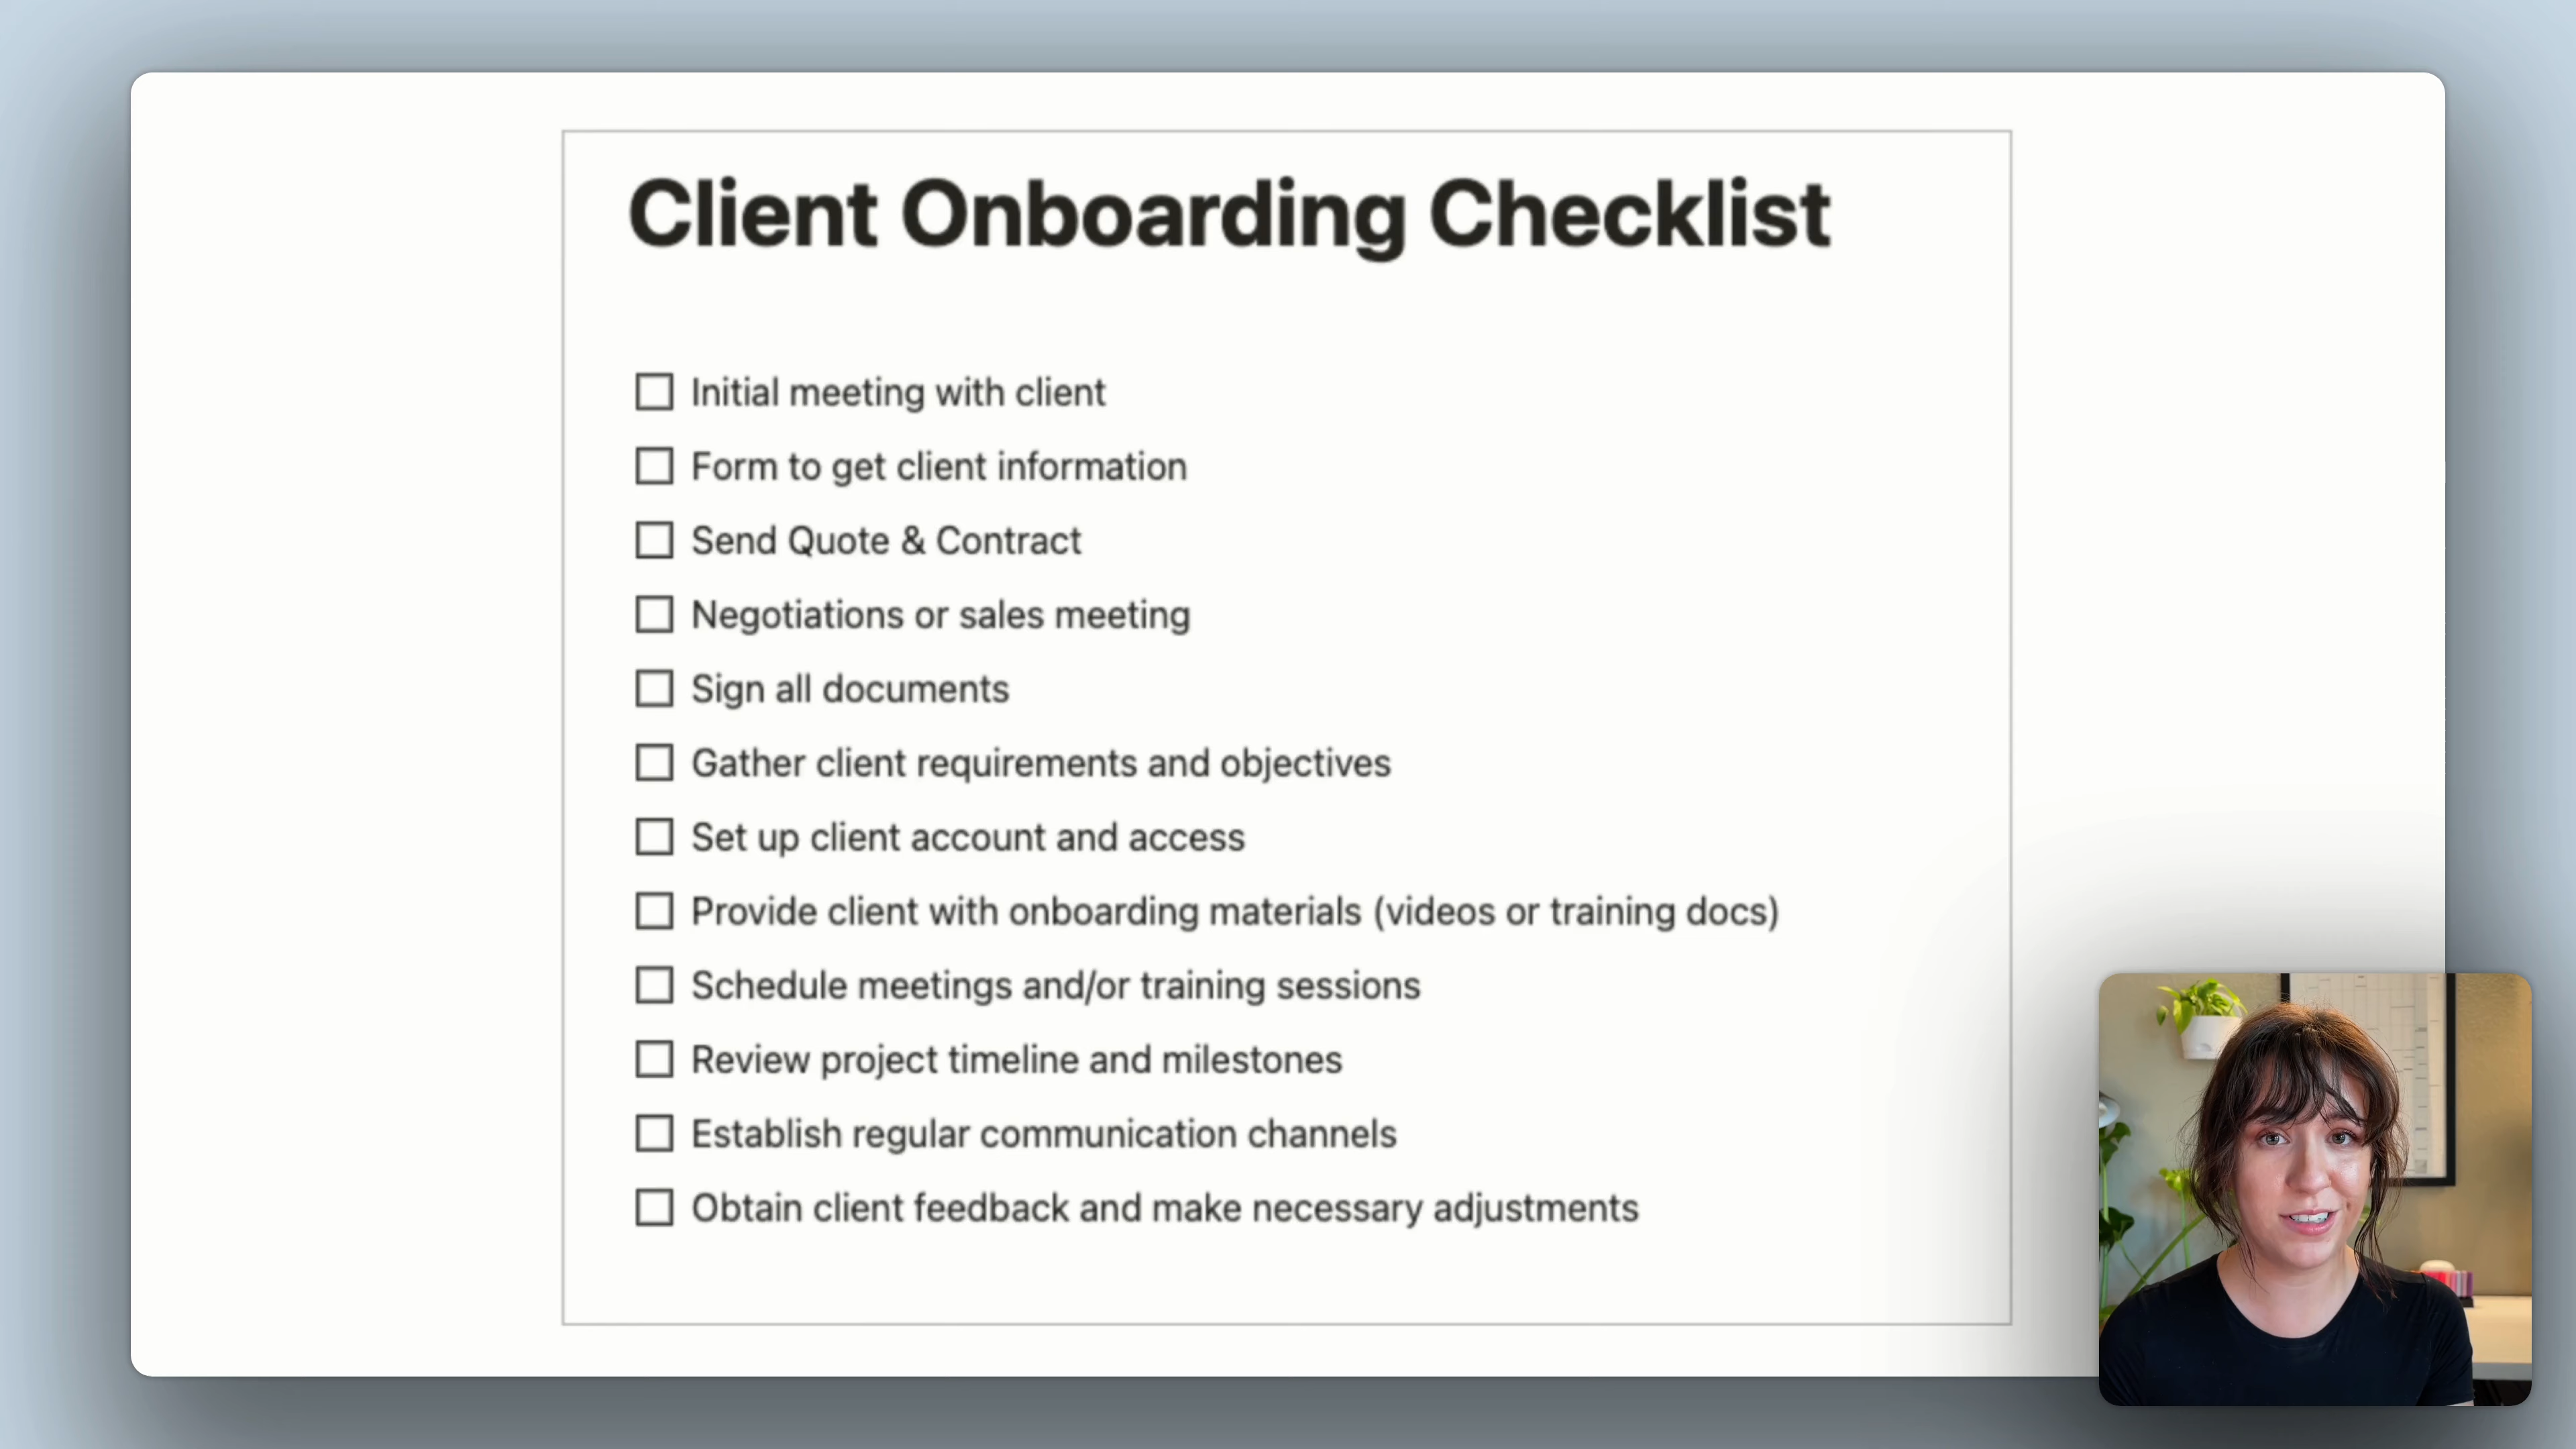 Client Onboarding Checklist
Initial meeting with client
Form to get client information
Send Quote & Contract
Negotiations or sales meeting
Sign all documents
Gather client requirements and objectives
Set up client account and access
Provide client with onboarding materials (videos or training docs)
Schedule meetings and/or training sessions
Review project timeline and milestones
Establish regular communication channels
Obtain client feedback and make necessary adjustments